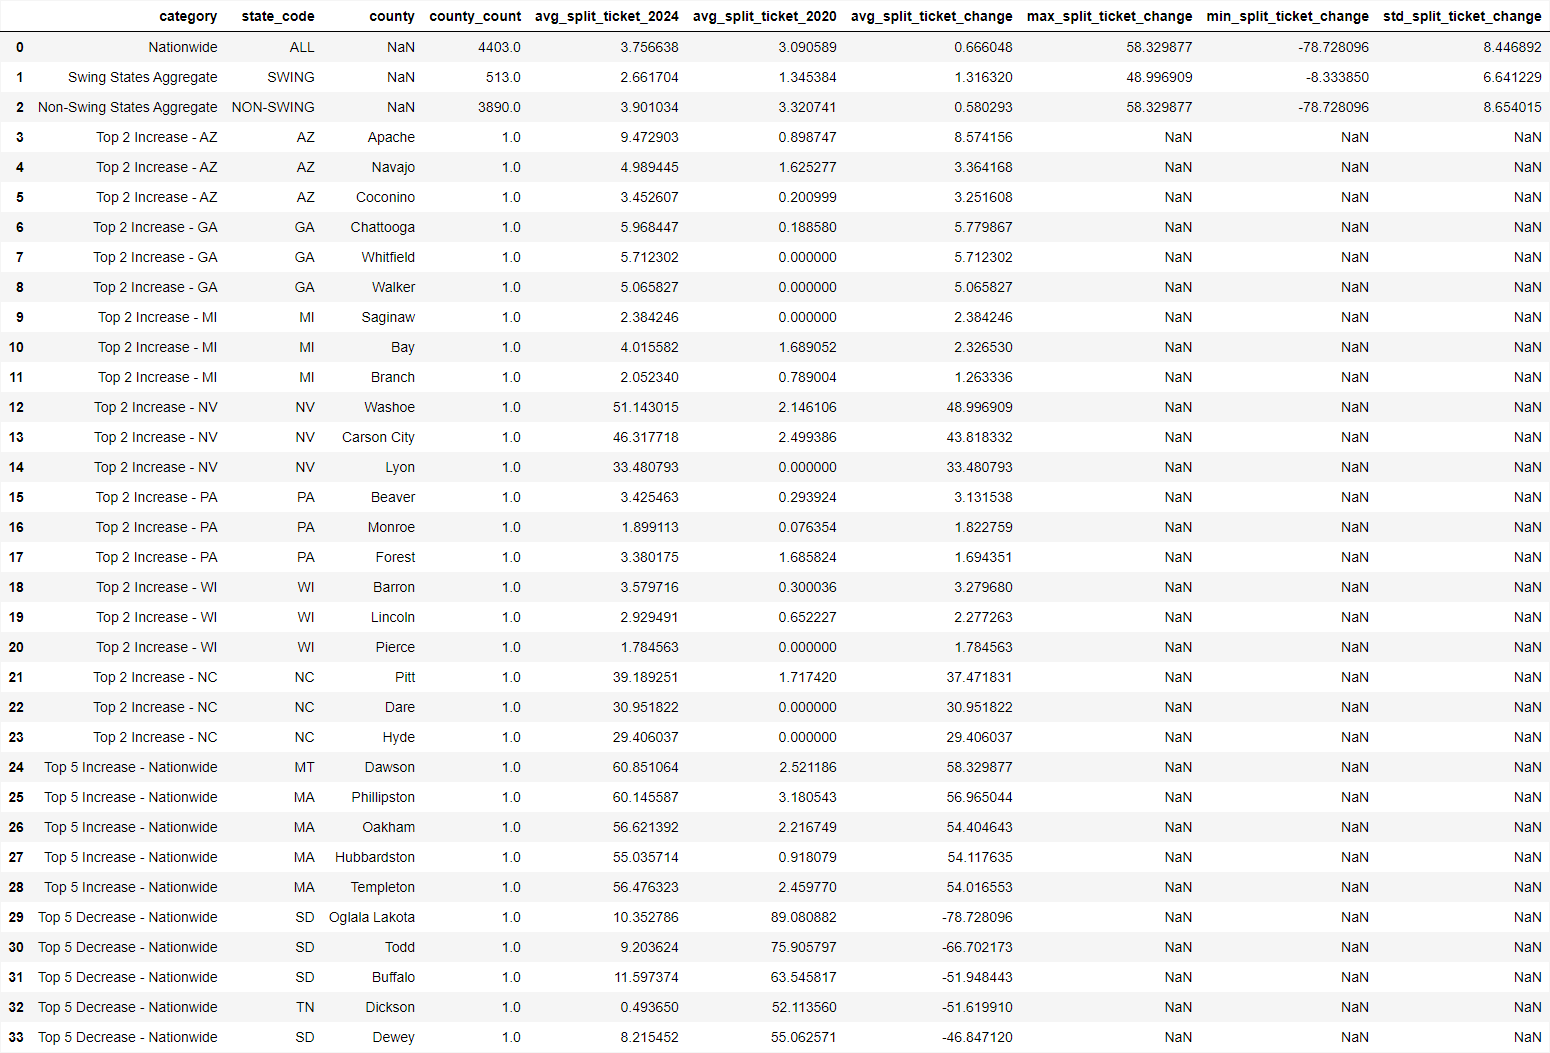 category state_code county county_count avg_split_ticket_2024 avg_split_ticket_2020 avg_split_ticket_change max_split_ticket_change min_split_ticket_change std_split_ticket_change
0 Nationwide ALL NaN 4403.0 3.756638 3.090589 0.666048 58.329877 -78.728096 8.446892
1 Swing States Aggregate SWING NaN 513.0 2.661704 1.345384 1.316320 48.996909 -8.333850 6.641229
2 Non-Swing States Aggregate NON-SWING NaN 3890.0 3.901034 3.320741 0.580293 58.329877 -78.728096 8.654015
3 Top 2 Increase - AZ AZ Apache 1.0 9.472903 0.898747 8.574156 NaN NaN NaN
4 Top 2 Increase - AZ AZ Navajo 1.0 4.989445 1.625277 3.364168 NaN NaN NaN
5 Top 2 Increase - AZ AZ Coconino 1.0 3.452607 0.200999 3.251608 NaN NaN NaN
6 Top 2 Increase - GA GA Chattooga 1.0 5.968447 0.188580 5.779867 NaN NaN NaN
7 Top 2 Increase - GA GA Whitfield 1.0 5.712302 0.000000 5.712302 NaN NaN NaN
8 Top 2 Increase - GA GA Walker 1.0 5.065827 0.000000 5.065827 NaN NaN NaN
9 Top 2 Increase - MI MI Saginaw 1.0 2.384246 0.000000 2.384246 NaN NaN NaN
10 Top 2 Increase - MI MI Bay 1.0 4.015582 1.689052 2.326530 NaN NaN NaN
11 Top 2 Increase - MI MI Branch 1.0 2.052340 0.789004 1.263336 NaN NaN NaN
12 Top 2 Increase - NV NV Washoe 1.0 51.143015 2.146106 48.996909 NaN NaN NaN
13 Top 2 Increase - NV NV Carson City 1.0 46.317718 2.499386 43.818332 NaN NaN NaN
14 Top 2 Increase - NV NV Lyon 1.0 33.480793 0.000000 33.480793 NaN NaN NaN
15 Top 2 Increase - PA PA Beaver 1.0 3.425463 0.293924 3.131538 NaN NaN NaN
16 Top 2 Increase - PA PA Monroe 1.0 1.899113 0.076354 1.822759 NaN NaN NaN
17 Top 2 Increase - PA PA Forest 1.0 3.380175 1.685824 1.694351 NaN NaN NaN
18 Top 2 Increase - WI WI Barron 1.0 3.579716 0.300036 3.279680 NaN NaN NaN
19 Top 2 Increase - WI WI Lincoln 1.0 2.929491 0.652227 2.277263 NaN NaN NaN
20 Top 2 Increase - WI WI Pierce 1.0 1.784563 0.000000 1.784563 NaN NaN NaN
21 Top 2 Increase - NC NC Pitt 1.0 39.189251 1.717420 37.471831 NaN NaN NaN
22 Top 2 Increase - NC NC Dare 1.0 30.951822 0.000000 30.951822 NaN NaN NaN
23 Top 2 Increase - NC NC Hyde 1.0 29.406037 0.000000 29.406037 NaN NaN NaN
24 Top 5 Increase - Nationwide MT Dawson 1.0 60.851064 2.521186 58.329877 NaN NaN NaN
25 Top 5 Increase - Nationwide MA Phillipston 1.0 60.145587 3.180543 56.965044 NaN NaN NaN
26 Top 5 Increase - Nationwide MA Oakham 1.0 56.621392 2.216749 54.404643 NaN NaN NaN
27 Top 5 Increase - Nationwide MA Hubbardston 1.0 55.035714 0.918079 54.117635 NaN NaN NaN
28 Top 5 Increase - Nationwide MA Templeton 1.0 56.476323 2.459770 54.016553 NaN NaN NaN
29 Top 5 Decrease - Nationwide SD Oglala Lakota 1.0 10.352786 89.080882 -78.728096 NaN NaN NaN
30 Top 5 Decrease - Nationwide SD Todd 1.0 9.203624 75.905797 -66.702173 NaN NaN NaN
31 Top 5 Decrease - Nationwide SD Buffalo 1.0 11.597374 63.545817 -51.948443 NaN NaN NaN
32 Top 5 Decrease - Nationwide TN Dickson 1.0 0.493650 52.113560 -51.619910 NaN NaN NaN
33 Top 5 Decrease - Nationwide SD Dewey 1.0 8.215452 55.062571 -46.847120 NaN NaN NaN